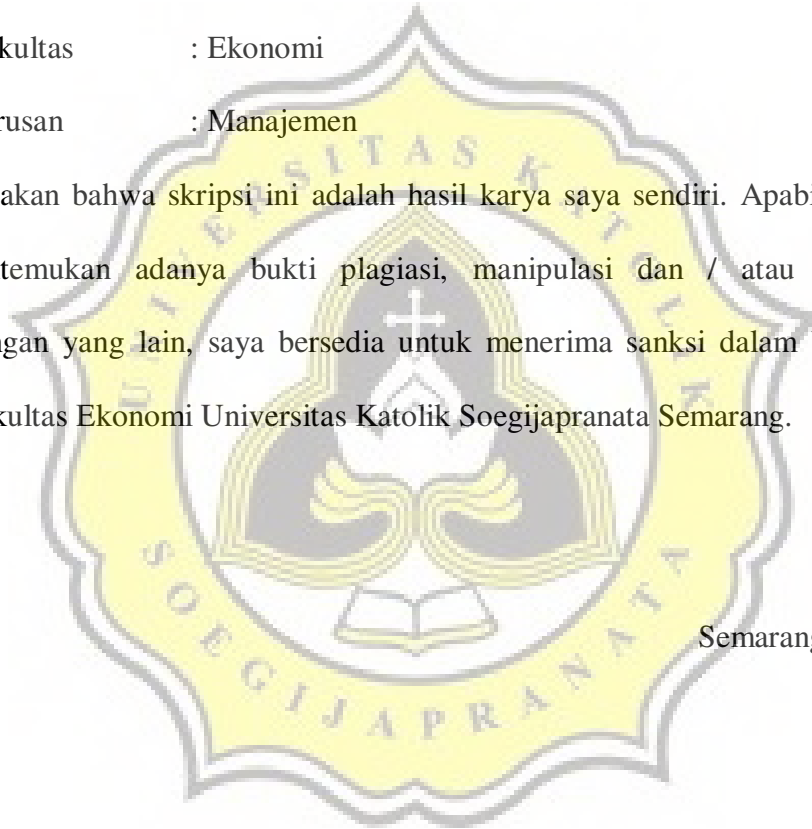 kultas : Ekonomi
rusan : Manajemen
akan bahwa skripsi ini adalah hasil karya saya sendiri. Apabi
temukan adanya bukti plagiasi, manipulasi dan / atau
ngan yang lain, saya bersedia untuk menerima sanksi dalam
kultas Ekonomi Universitas Katolik Soegijapranata Semarang.
Semarang
UNIVERSITAS KATOLIK
SOEGIJAPRANATA